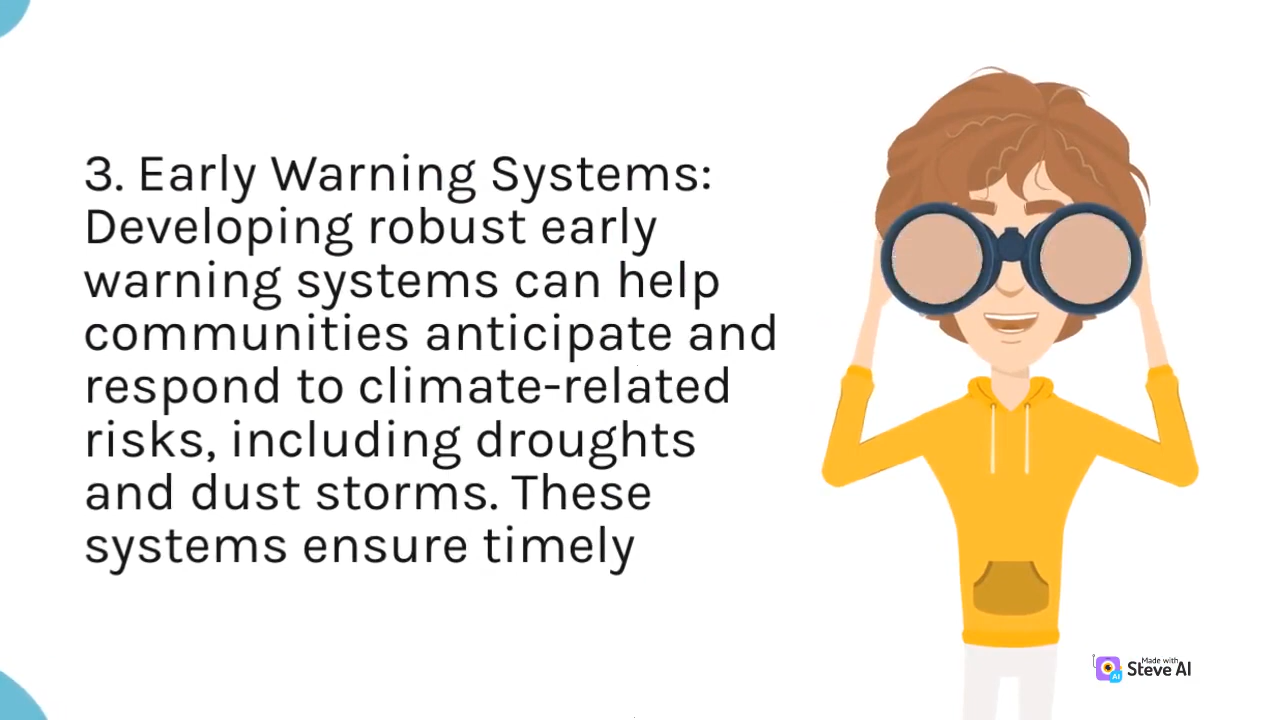 3. Early Warning Systems:
Developing robust early
warning systems can help
communities anticipate and
respond to climate-related
risks, including droughts
and dust storms. These
systems ensure timely
Made with
Steve AI
AI